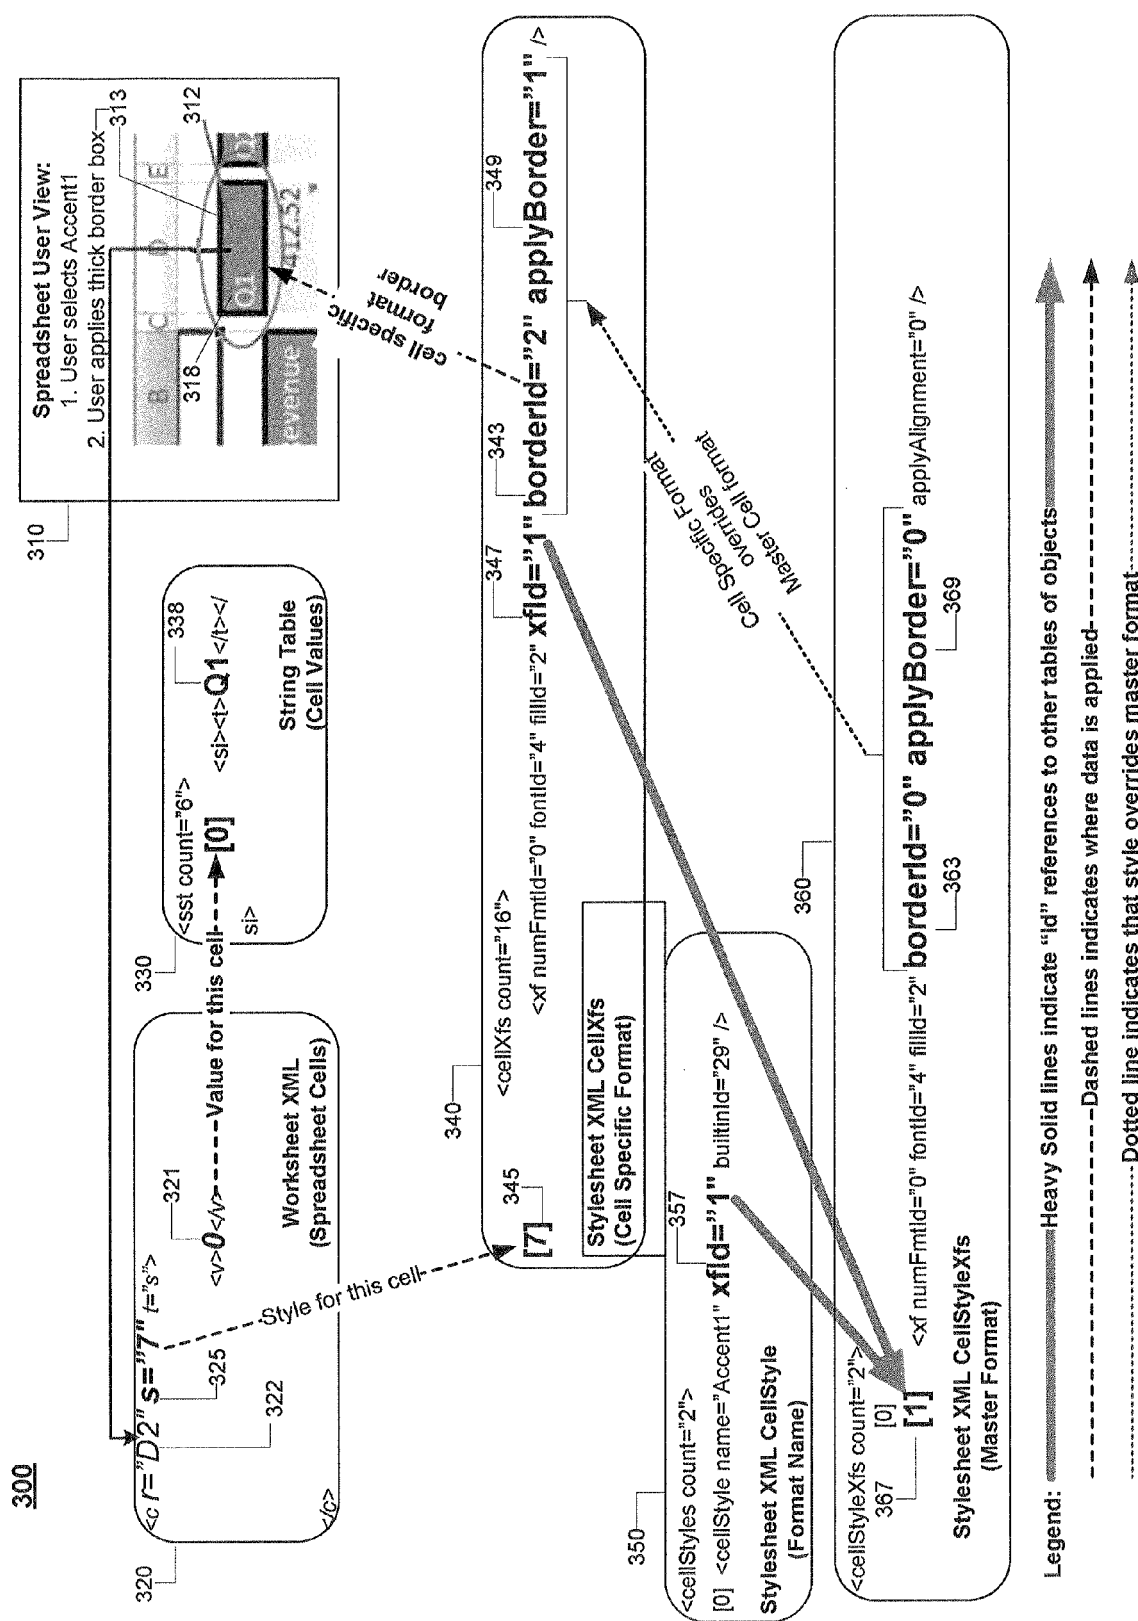 300
310
Spreadsheet User View:
1. User selects Accent1
2. User applies thick border box
313
312
318
B
C
D
E
Q1
evenue
412.52
320
<c r="D2" s="7" t="s">
325
322
321
<v>0</v>
Value for this cell
</c>
Worksheet XML
(Spreadsheet Cells)
330
<sst count="6">
338
[0]
<si><t>Q1</t></
si>
String Table
(Cell Values)
Style for this cell
cell specific
format
border
340
<cellXfs count="16">
345
[7]
347
343
349
<xf numFmtId="0" fontId="4" fillId="2" xfId="1" borderId="2" applyBorder="1" />
Stylesheet XML CellXfs
(Cell Specific Format)
350
<cellStyles count="2">
357
[0] <cellStyle name="Accent1" xfId="1" builtinId="29" />
Stylesheet XML CellStyle
(Format Name)
Cell Specific Format
overrides
Master Cell format
360
<cellStyleXfs count="2">
[0]
367
[1]
<xf numFmtId="0" fontId="4" fillId="2" borderId="0" applyBorder="0" applyAlignment="0" />
363
369
Stylesheet XML CellStyleXfs
(Master Format)
Legend:
Heavy Solid lines indicate "Id" references to other tables of objects
Dashed lines indicates where data is applied
Dotted line indicates that style overrides master format